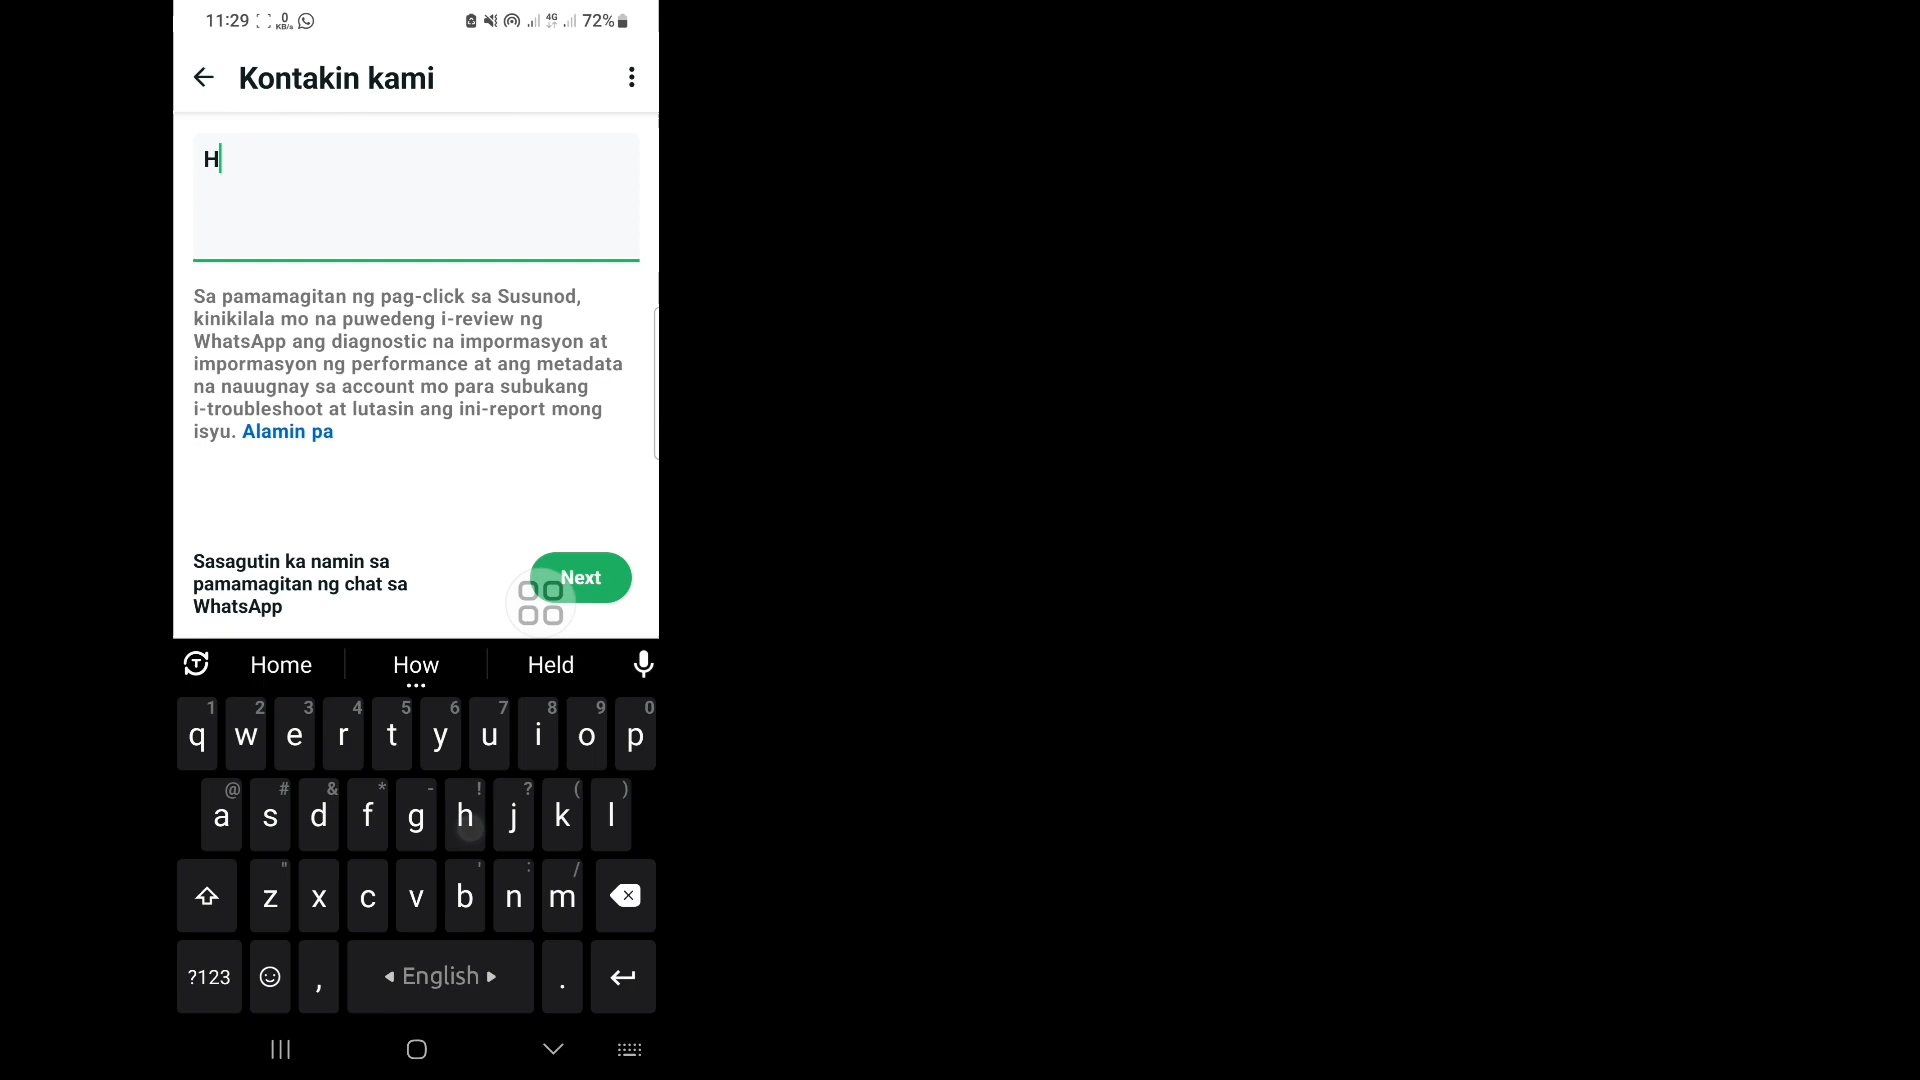 11:29 0 KB/s 4G 72%
Kontakin kami
H
Sa pamamagitan ng pag-click sa Susunod,
kinikilala mo na puwedeng i-review ng
WhatsApp ang diagnostic na impormasyon at
impormasyon ng performance at ang metadata
na nauugnay sa account mo para subukang
i-troubleshoot at lutasin ang ini-report mong
isyu. Alamin pa
Sasagutin ka namin sa
pamamagitan ng chat sa
WhatsApp
Next
Home How Held
1 2 3 4 5 6 7 8 9 0
q w e r t y u i o p
@ # & * - ! ? ( )
a s d f g h j k l
" ' : /
z x c v b n m
?123 , English .